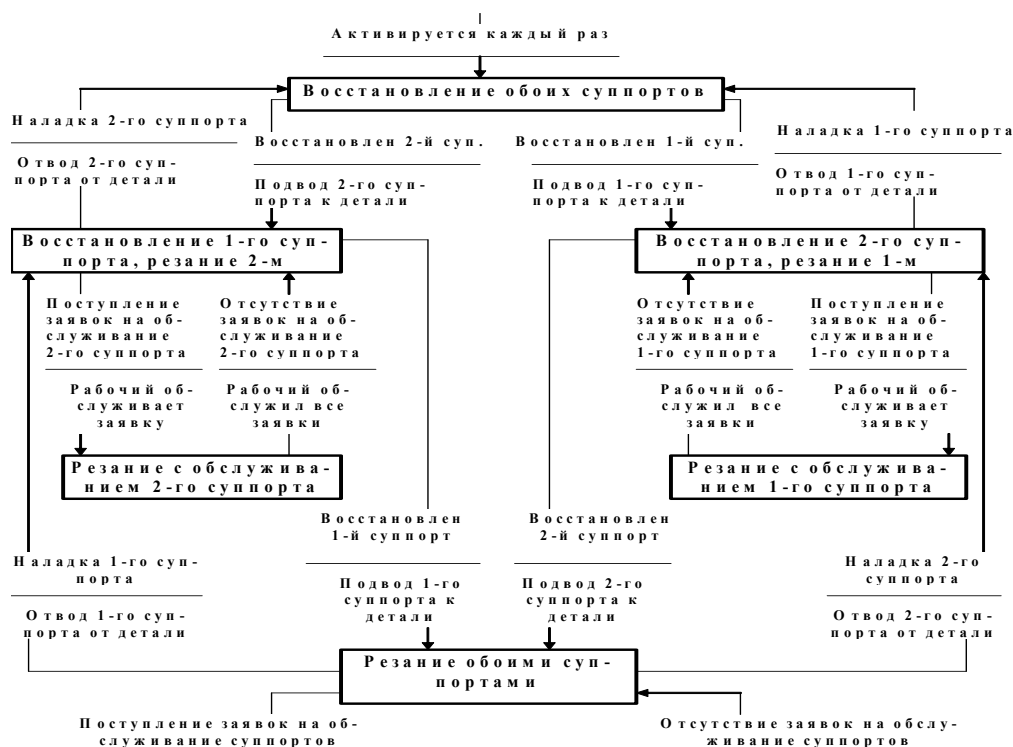 Активируется каждый раз
Восстановление обоих суппортов
Наладка 2-го суппорта
Отвод 2-го суп-
порта от детали
Восстановлен 2-й суп.
Подвод 2-го суп-
порта к детали
Восстановлен 1-й суп.
Подвод 1-го суп-
порта к детали
Наладка 1-го суппорта
Отвод 1-го суп-
порта от детали
Восстановление 1-го суп-
порта, резание 2-м
Восстановление 2-го суп-
порта, резание 1-м
Поступление
заявок на об-
служивание
2-го суппорта
Рабочий об-
служивает
заявку
Отсутствие
заявок на об-
служивание
2-го суппорта
Рабочий об-
служил все
заявки
Отсутствие
заявок на об-
служивание
1-го суппорта
Рабочий об-
служил все
заявки
Поступление
заявок на об-
служивание
1-го суппорта
Рабочий об-
служивает
заявку
Резание с обслужива-
нием 2-го суппорта
Резание с обслужива-
нием 1-го суппорта
Наладка 1-го суп-
порта
Отвод 1-го суп-
порта от детали
Восстановлен
1-й суппорт
Подвод 1-го
суппорта к
детали
Восстановлен
2-й суппорт
Подвод 2-го
суппорта к
детали
Наладка 2-го
суппорта
Отвод 2-го суп-
порта от детали
Резание обоими суп-
портами
Поступление заявок на об-
служивание суппортов
Отсутствие заявок на обслу-
живание суппортов